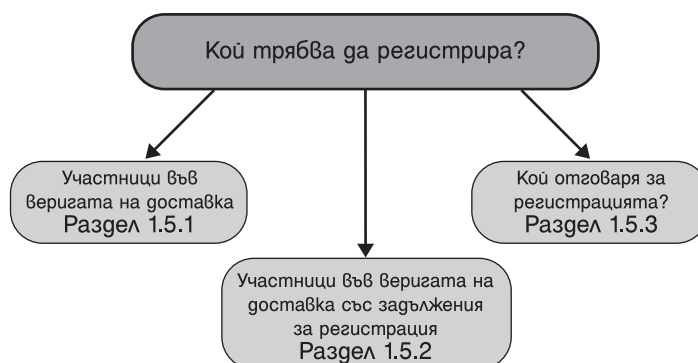 Кой трябва да регистрира?
Участници във
веригата на доставка
Раздел 1.5.1
Кой отговаря за
регистрацията?
Раздел 1.5.3
Участници във веригата на
доставка със задължения
за регистрация
Раздел 1.5.2